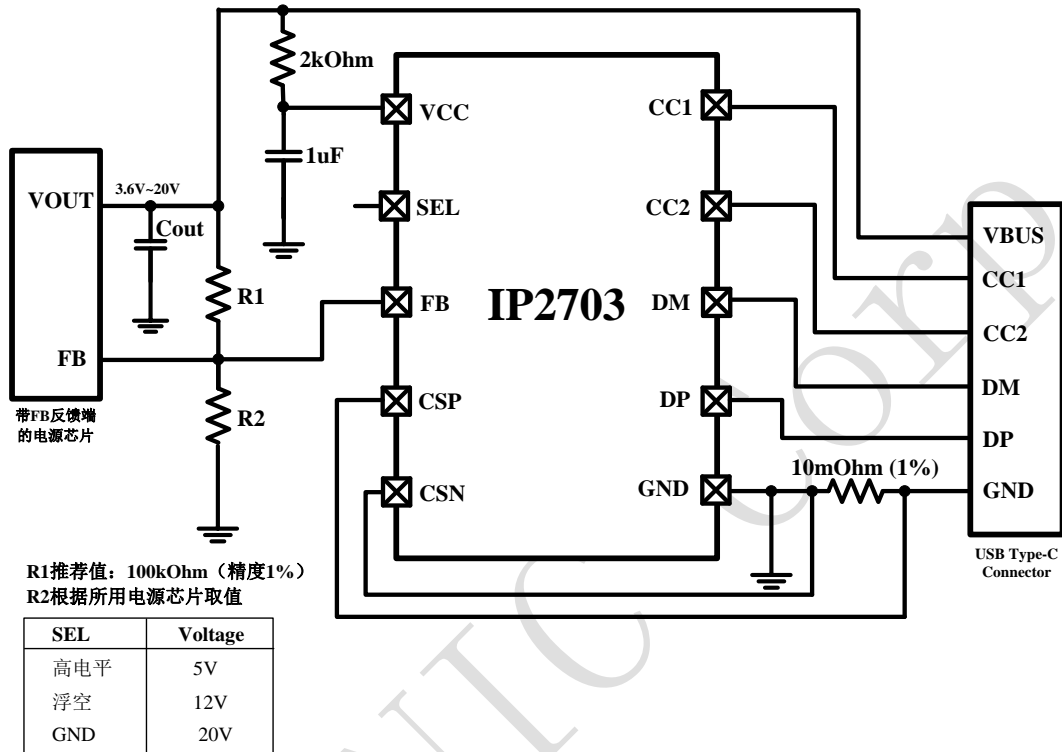 2kOhm
1uF
VOUT
3.6V~20V
Cout
R1
FB
R2
带FB反馈端
的电源芯片
VCC
SEL
FB
CSP
CSN
IP2703
CC1
CC2
DM
DP
GND
10mOhm (1%)
VBUS
CC1
CC2
DM
DP
GND
USB Type-C
Connector
R1推荐值：100kOhm（精度1%）
R2根据所用电源芯片取值
SEL Voltage
高电平 5V
浮空 12V
GND 20V
NIC Corp